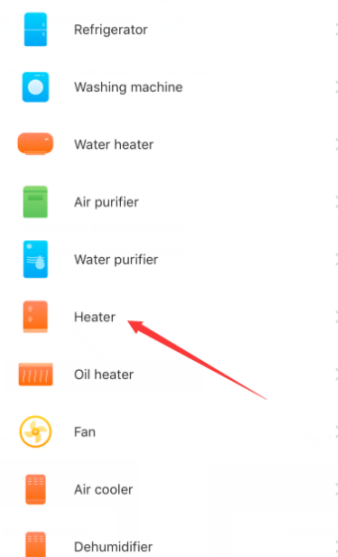 Refrigerator
Washing machine
Water heater
Air purifier
Water purifier
Heater
Oil heater
Fan
Air cooler
Dehumidifier